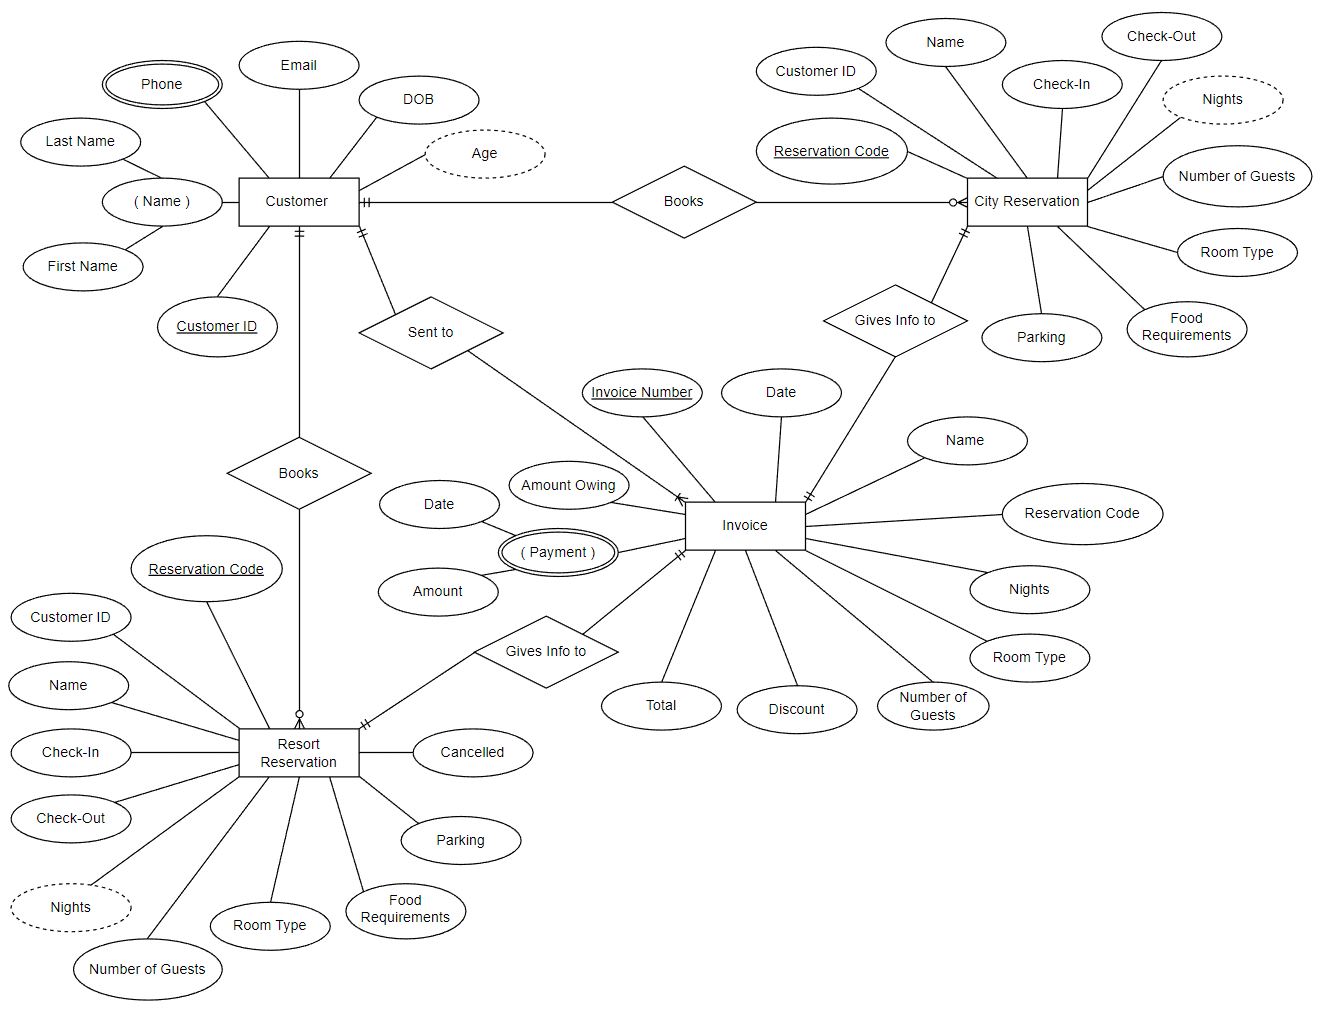 Phone
Email
DOB
Age
Last Name
( Name )
First Name
Customer ID
Customer
Books
Customer ID
Name
Check-In
Check-Out
Nights
Reservation Code
Number of Guests
City Reservation
Room Type
Food
Requirements
Parking
Sent to
Gives Info to
Invoice Number
Date
Name
Amount Owing
Date
( Payment )
Amount
Invoice
Reservation Code
Nights
Room Type
Number of
Guests
Discount
Total
Books
Gives Info to
Reservation Code
Customer ID
Name
Check-In
Check-Out
Nights
Number of Guests
Resort
Reservation
Cancelled
Parking
Food
Requirements
Room Type